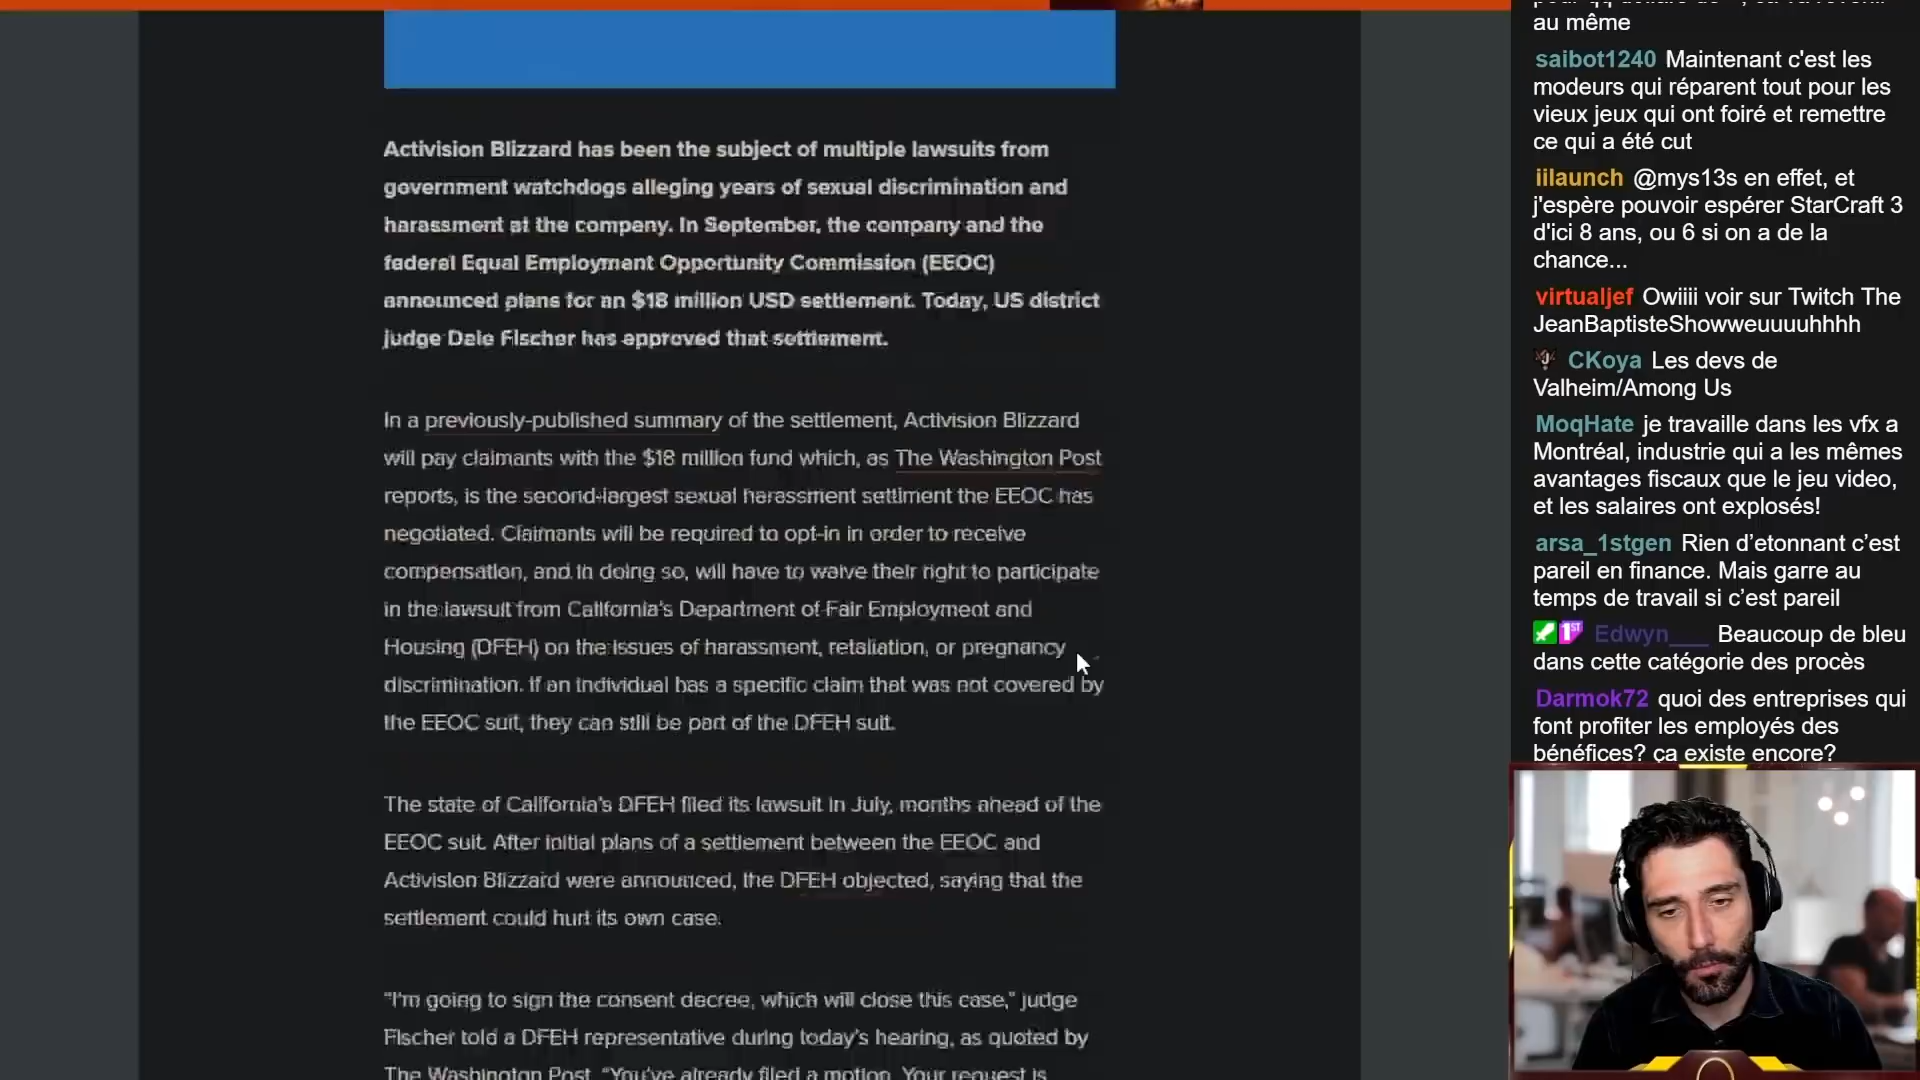 Activision Blizzard has been the subject of multiple lawsuits from
government watchdogs alleging years of sexual discrimination and
harassment at the company. In September, the company and the
federal Equal Employment Opportunity Commission (EEOC)
announced plans for an $18 million USD settlement. Today, US district
judge Dale Fischer has approved that settlement.
In a previously-published summary of the settlement, Activision Blizzard
will pay claimants with the $18 million fund which, as The Washington Post
reports, is the second-largest sexual harassment settlment the EEOC has
negotiated. Claimants will be required to opt-in in order to receive
compensation, and in doing so, will have to waive their right to participate
in the lawsuit from California's Department of Fair Employment and
Housing (DFEH) on the issues of harassment, retaliation, or pregnancy
discrimination. If an individual has a specific claim that was not covered by
the EEOC suit, they can still be part of the DFEH suit.
The state of California's DFEH filed its lawsuit in July, months ahead of the
EEOC suit. After initial plans of a settlement between the EEOC and
Activision Blizzard were announced, the DFEH objected, saying that the
settlement could hurt its own case.
"I'm going to sign the consent decree, which will close this case," judge
Fischer told a DFEH representative during today's hearing, as quoted by
The Washington Post. "You've already filed a motion. Your request is
au même
saibot1240 Maintenant c'est les
modeurs qui réparent tout pour les
vieux jeux qui ont foiré et remettre
ce qui a été cut
iilaunch @mys13s en effet, et
j'espère pouvoir espérer StarCraft 3
d'ici 8 ans, ou 6 si on a de la
chance...
virtualjef Owiiii voir sur Twitch The
JeanBaptisteShowweuuuuhhhh
CKoya Les devs de
Valheim/Among Us
MoqHate je travaille dans les vfx a
Montréal, industrie qui a les mêmes
avantages fiscaux que le jeu video,
et les salaires ont explosés!
arsa_1stgen Rien d’etonnant c’est
pareil en finance. Mais garre au
temps de travail si c’est pareil
1ST Edwyn___ Beaucoup de bleu
dans cette catégorie des procès
Darmok72 quoi des entreprises qui
font profiter les employés des
bénéfices? ça existe encore?